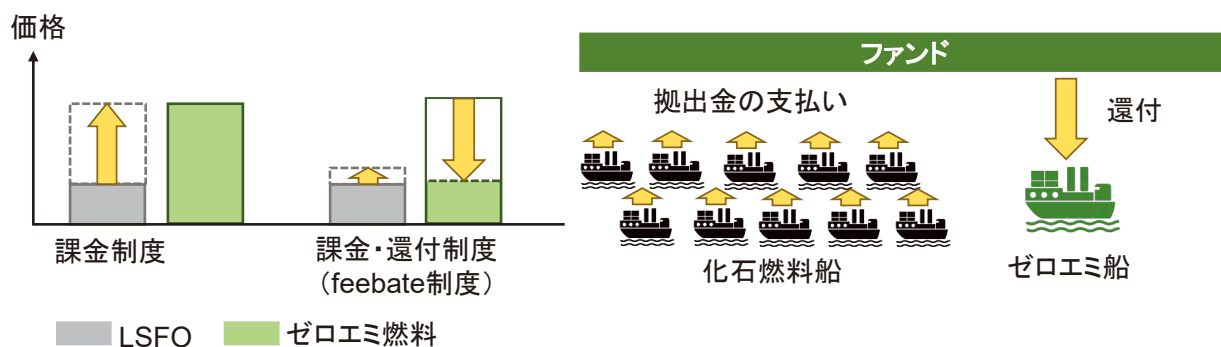 価格
課金制度
課金・還付制度
（feebate制度）
LSFO
ゼロエミ燃料
ファンド
拠出金の支払い
還付
化石燃料船
ゼロエミ船